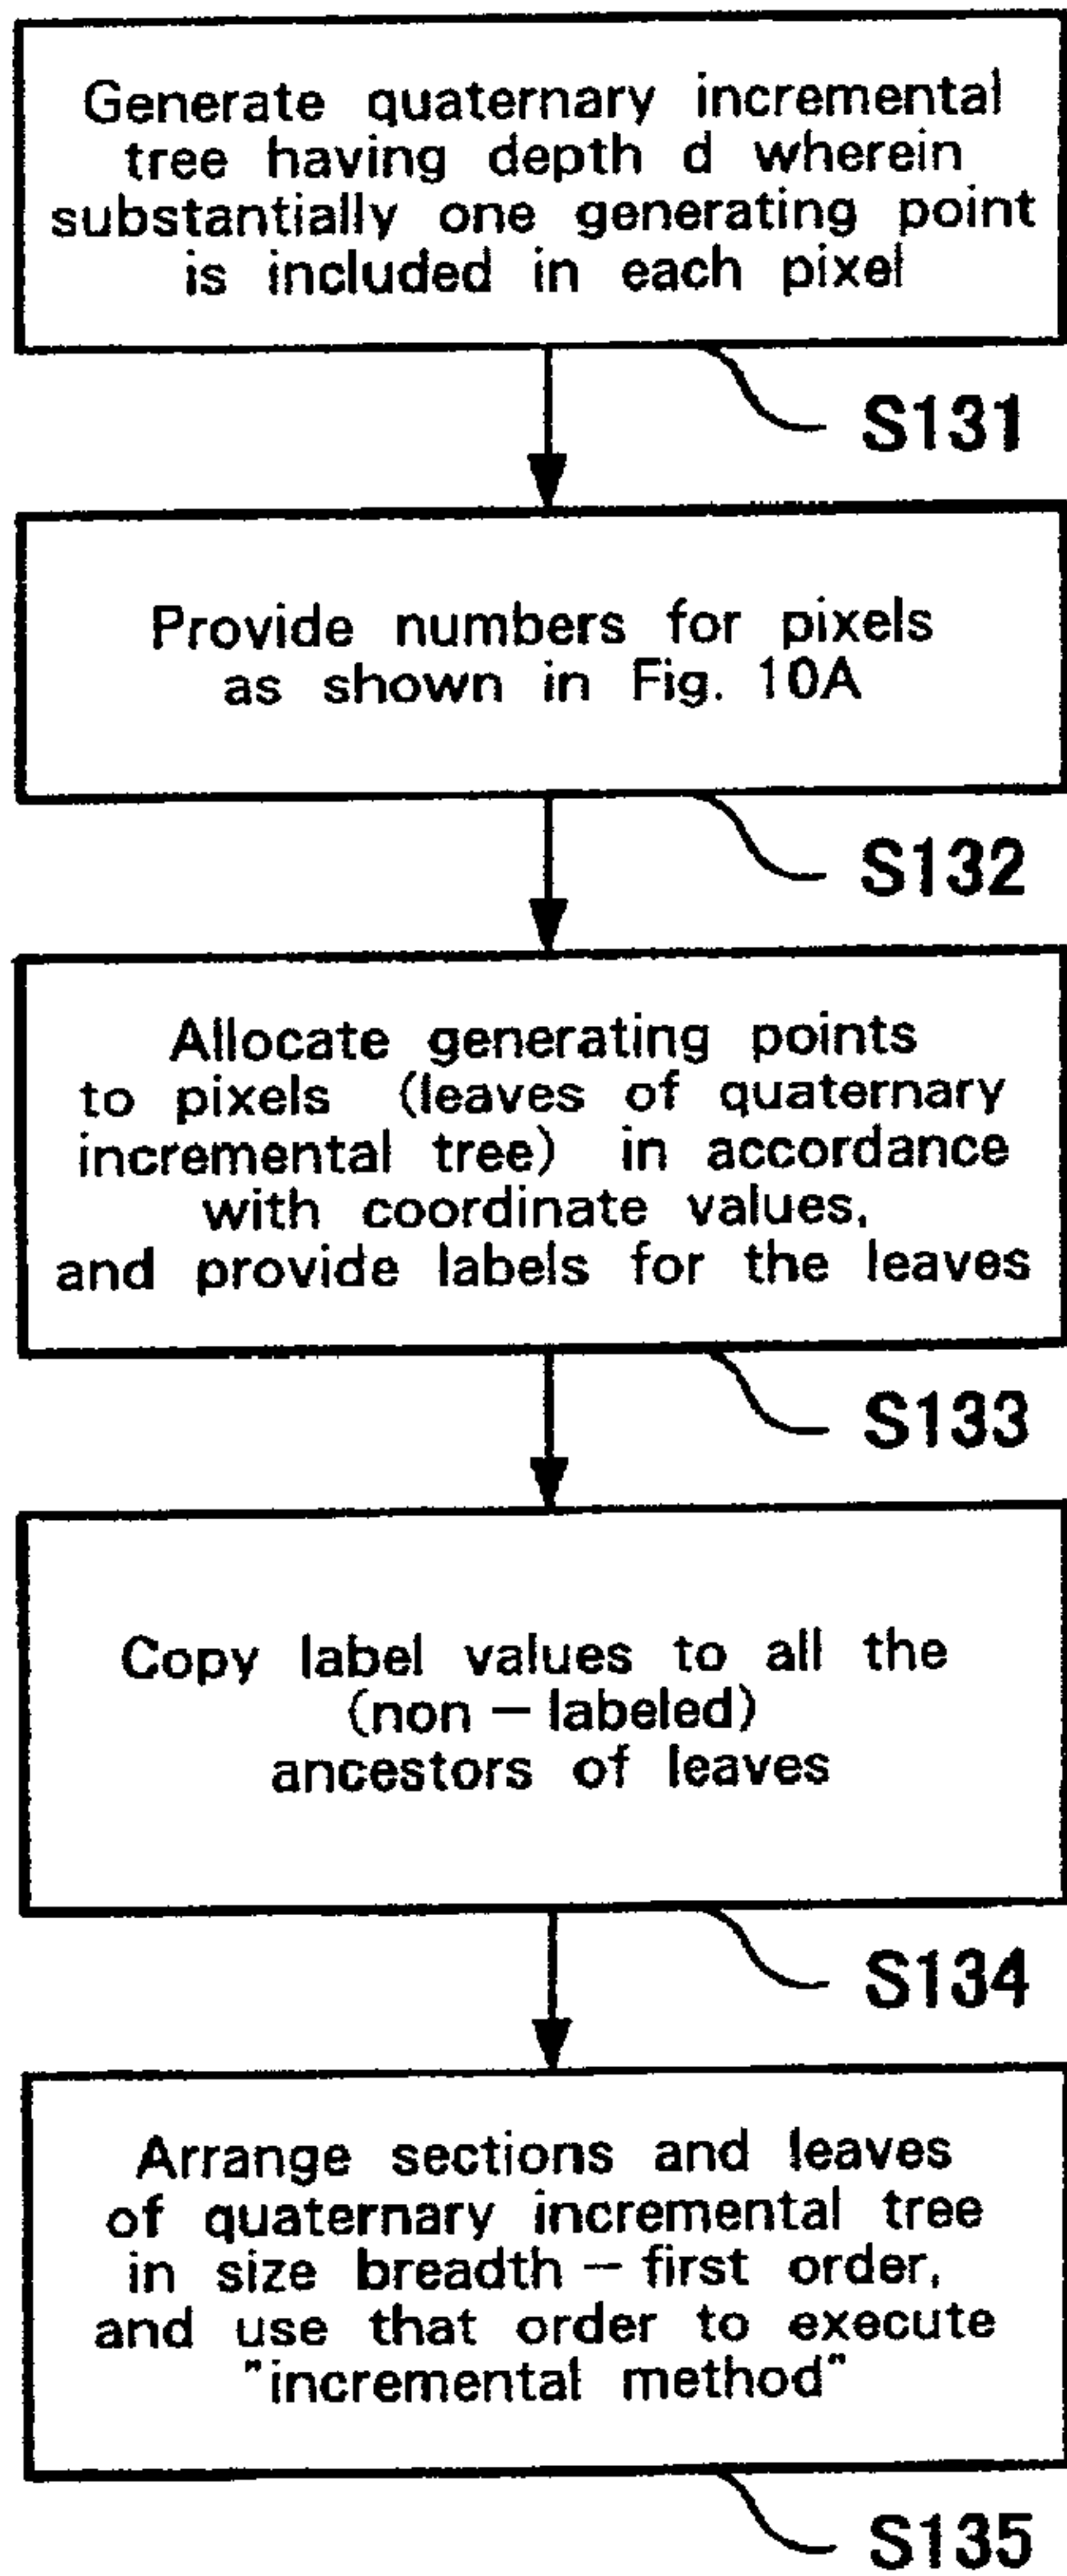 Generate quaternary incremental
tree having depth d wherein
substantially one generating point
is included in each pixel
S131
Provide numbers for pixels
as shown in Fig. 10A
S132
Allocate generating points
to pixels (leaves of quaternary
incremental tree) in accordance
with coordinate values,
and provide labels for the leaves
S133
Copy label values to all the
(non - labeled)
ancestors of leaves
S134
Arrange sections and leaves
of quaternary incremental tree
in size breadth - first order,
and use that order to execute
"incremental method"
S135